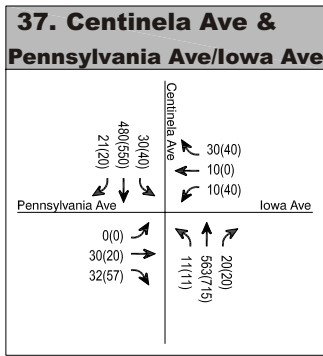 37. Centinela Ave &
Pennsylvania Ave/Iowa Ave
Centinela Ave
21(20)
480(550)
30(40)
30(40)
10(0)
10(40)
Pennsylvania Ave
Iowa Ave
0(0)
30(20)
32(57)
11(11)
563(715)
20(20)